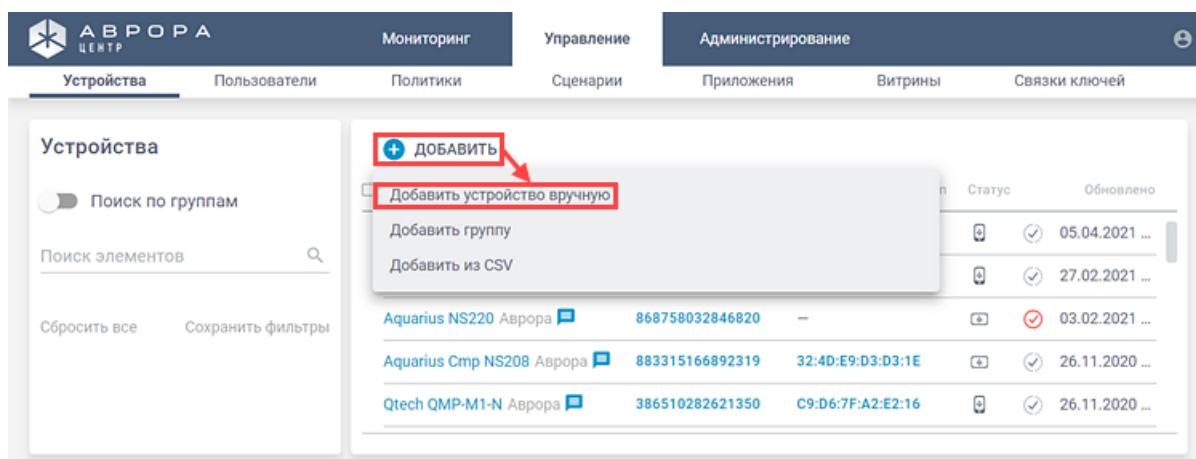 АВРОРА
ЦЕНТР
Мониторинг Управление Администрирование
Устройства Пользователи Политики Сценарии Приложения Витрины Связки ключей
Устройства
ДОБАВИТЬ
Добавить устройство вручную
Статус Обновлено
Поиск по группам
Добавить группу
05.04.2021 ...
Поиск элементов
Добавить из CSV
27.02.2021 ...
Сбросить все Сохранить фильтры
Aquarius NS220 Аврора 868758032846820 — 03.02.2021 ...
Aquarius Cmp NS208 Аврора 883315166892319 32:4D:E9:D3:D3:1E 26.11.2020 ...
Qtech QMP-M1-N Аврора 386510282621350 C9:D6:7F:A2:E2:16 26.11.2020 ...